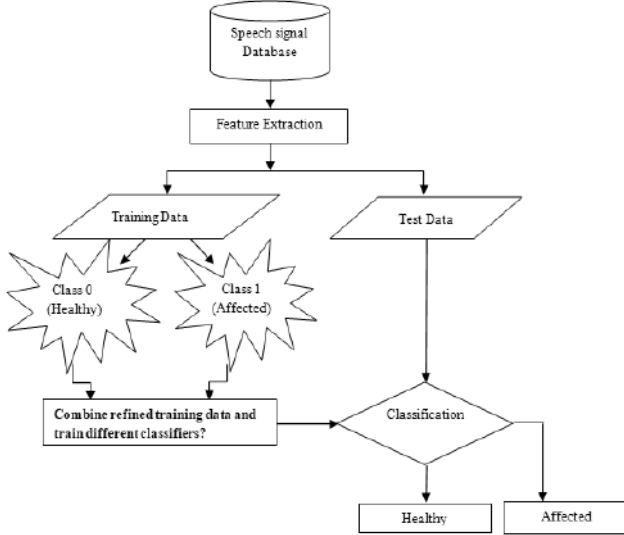 Speech signal
Database
Feature Extraction
Training Data
Test Data
Class 0
(Healthy)
Class 1
(Affected)
Combine refined training data and
train different classifiers?
Classification
Healthy
Affected